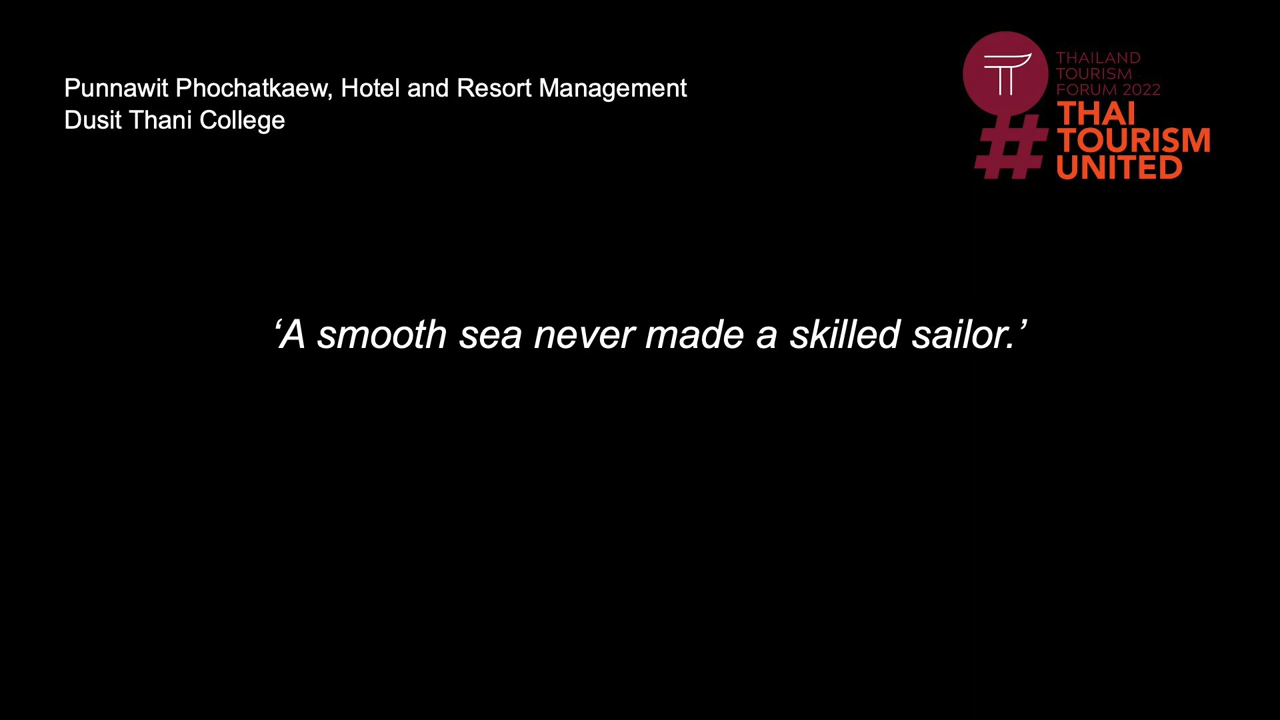 Punnawit Phochatkaew, Hotel and Resort Management
Dusit Thani College
THAILAND
TOURISM
FORUM 2022
#THAI
TOURISM
UNITED
‘A smooth sea never made a skilled sailor.’